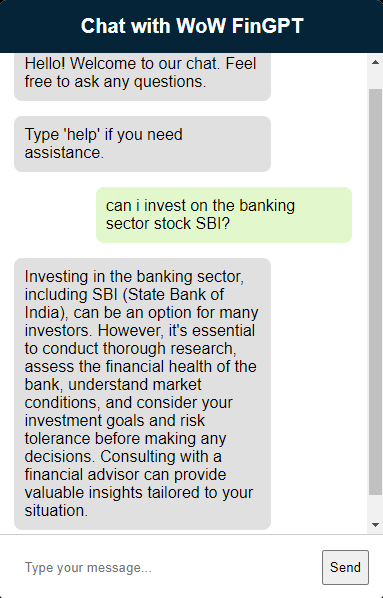 Chat with WoW FinGPT
Hello! Welcome to our chat. Feel
free to ask any questions.
Type 'help' if you need
assistance.
can i invest on the banking
sector stock SBI?
Investing in the banking sector,
including SBI (State Bank of
India), can be an option for many
investors. However, it's essential
to conduct thorough research,
assess the financial health of the
bank, understand market
conditions, and consider your
investment goals and risk
tolerance before making any
decisions. Consulting with a
financial advisor can provide
valuable insights tailored to your
situation.
Type your message...
Send